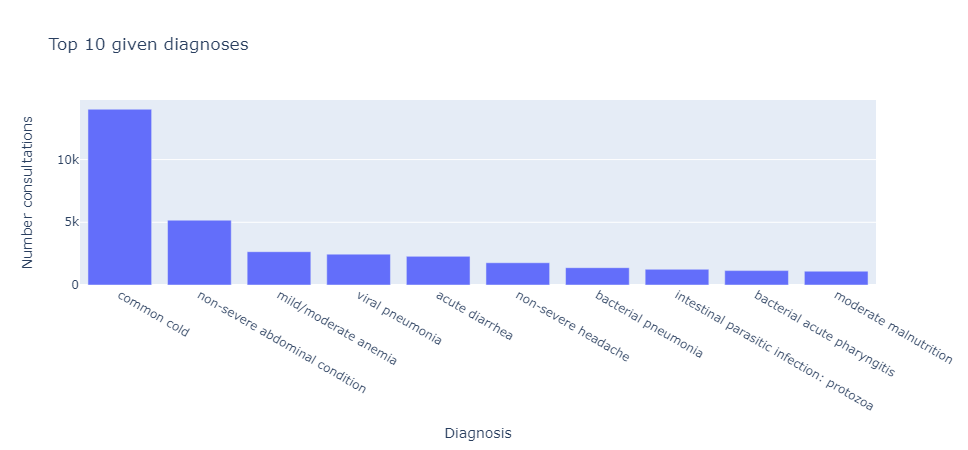 Top 10 given diagnoses
Number consultations
10k
5k
0
common cold
non-severe abdominal condition
mild/moderate anemia
viral pneumonia
acute diarrhea
non-severe headache
bacterial pneumonia
intestinal parasitic infection: protozoa
bacterial acute pharyngitis
moderate malnutrition
Diagnosis